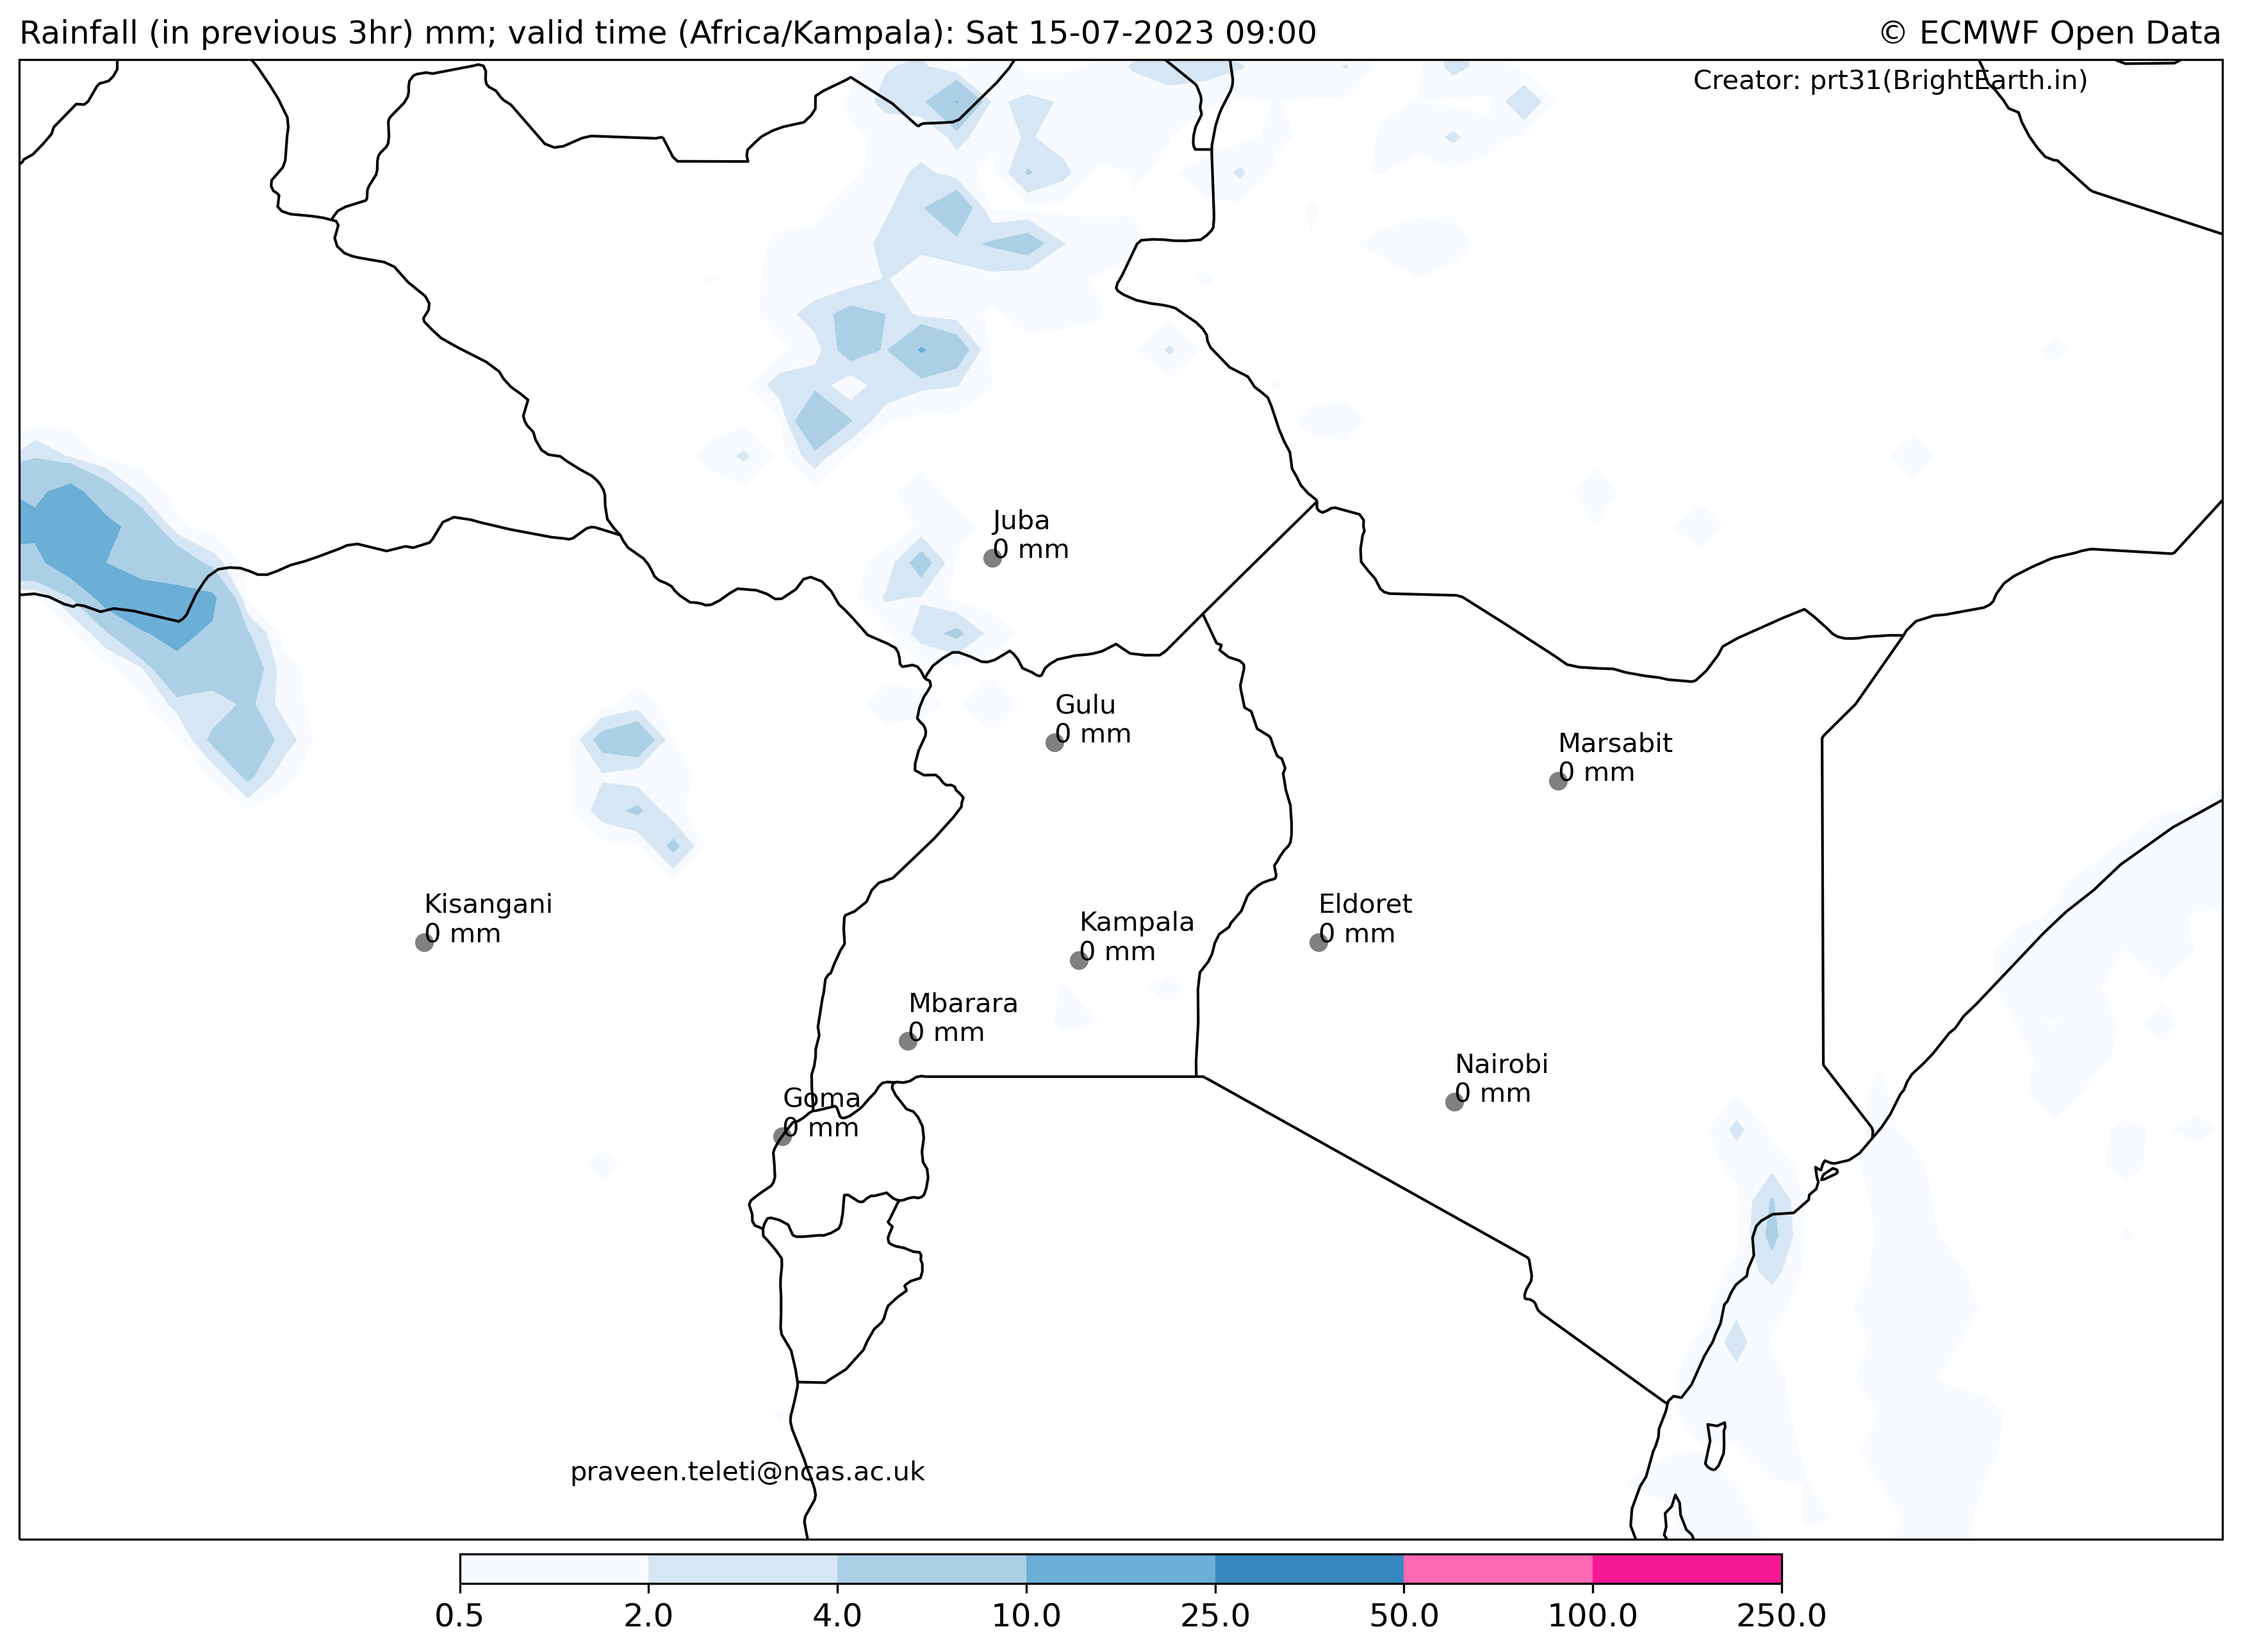 Rainfall (in previous 3hr) mm; valid time (Africa/Kampala): Sat 15-07-2023 09:00
© ECMWF Open Data
Creator: prt31(BrightEarth.in)
Juba
0 mm
Gulu
0 mm
Marsabit
0 mm
Kisangani
0 mm
Kampala
0 mm
Eldoret
0 mm
Mbarara
0 mm
Nairobi
0 mm
Goma
0 mm
praveen.teleti@ncas.ac.uk
0.5 2.0 4.0 10.0 25.0 50.0 100.0 250.0